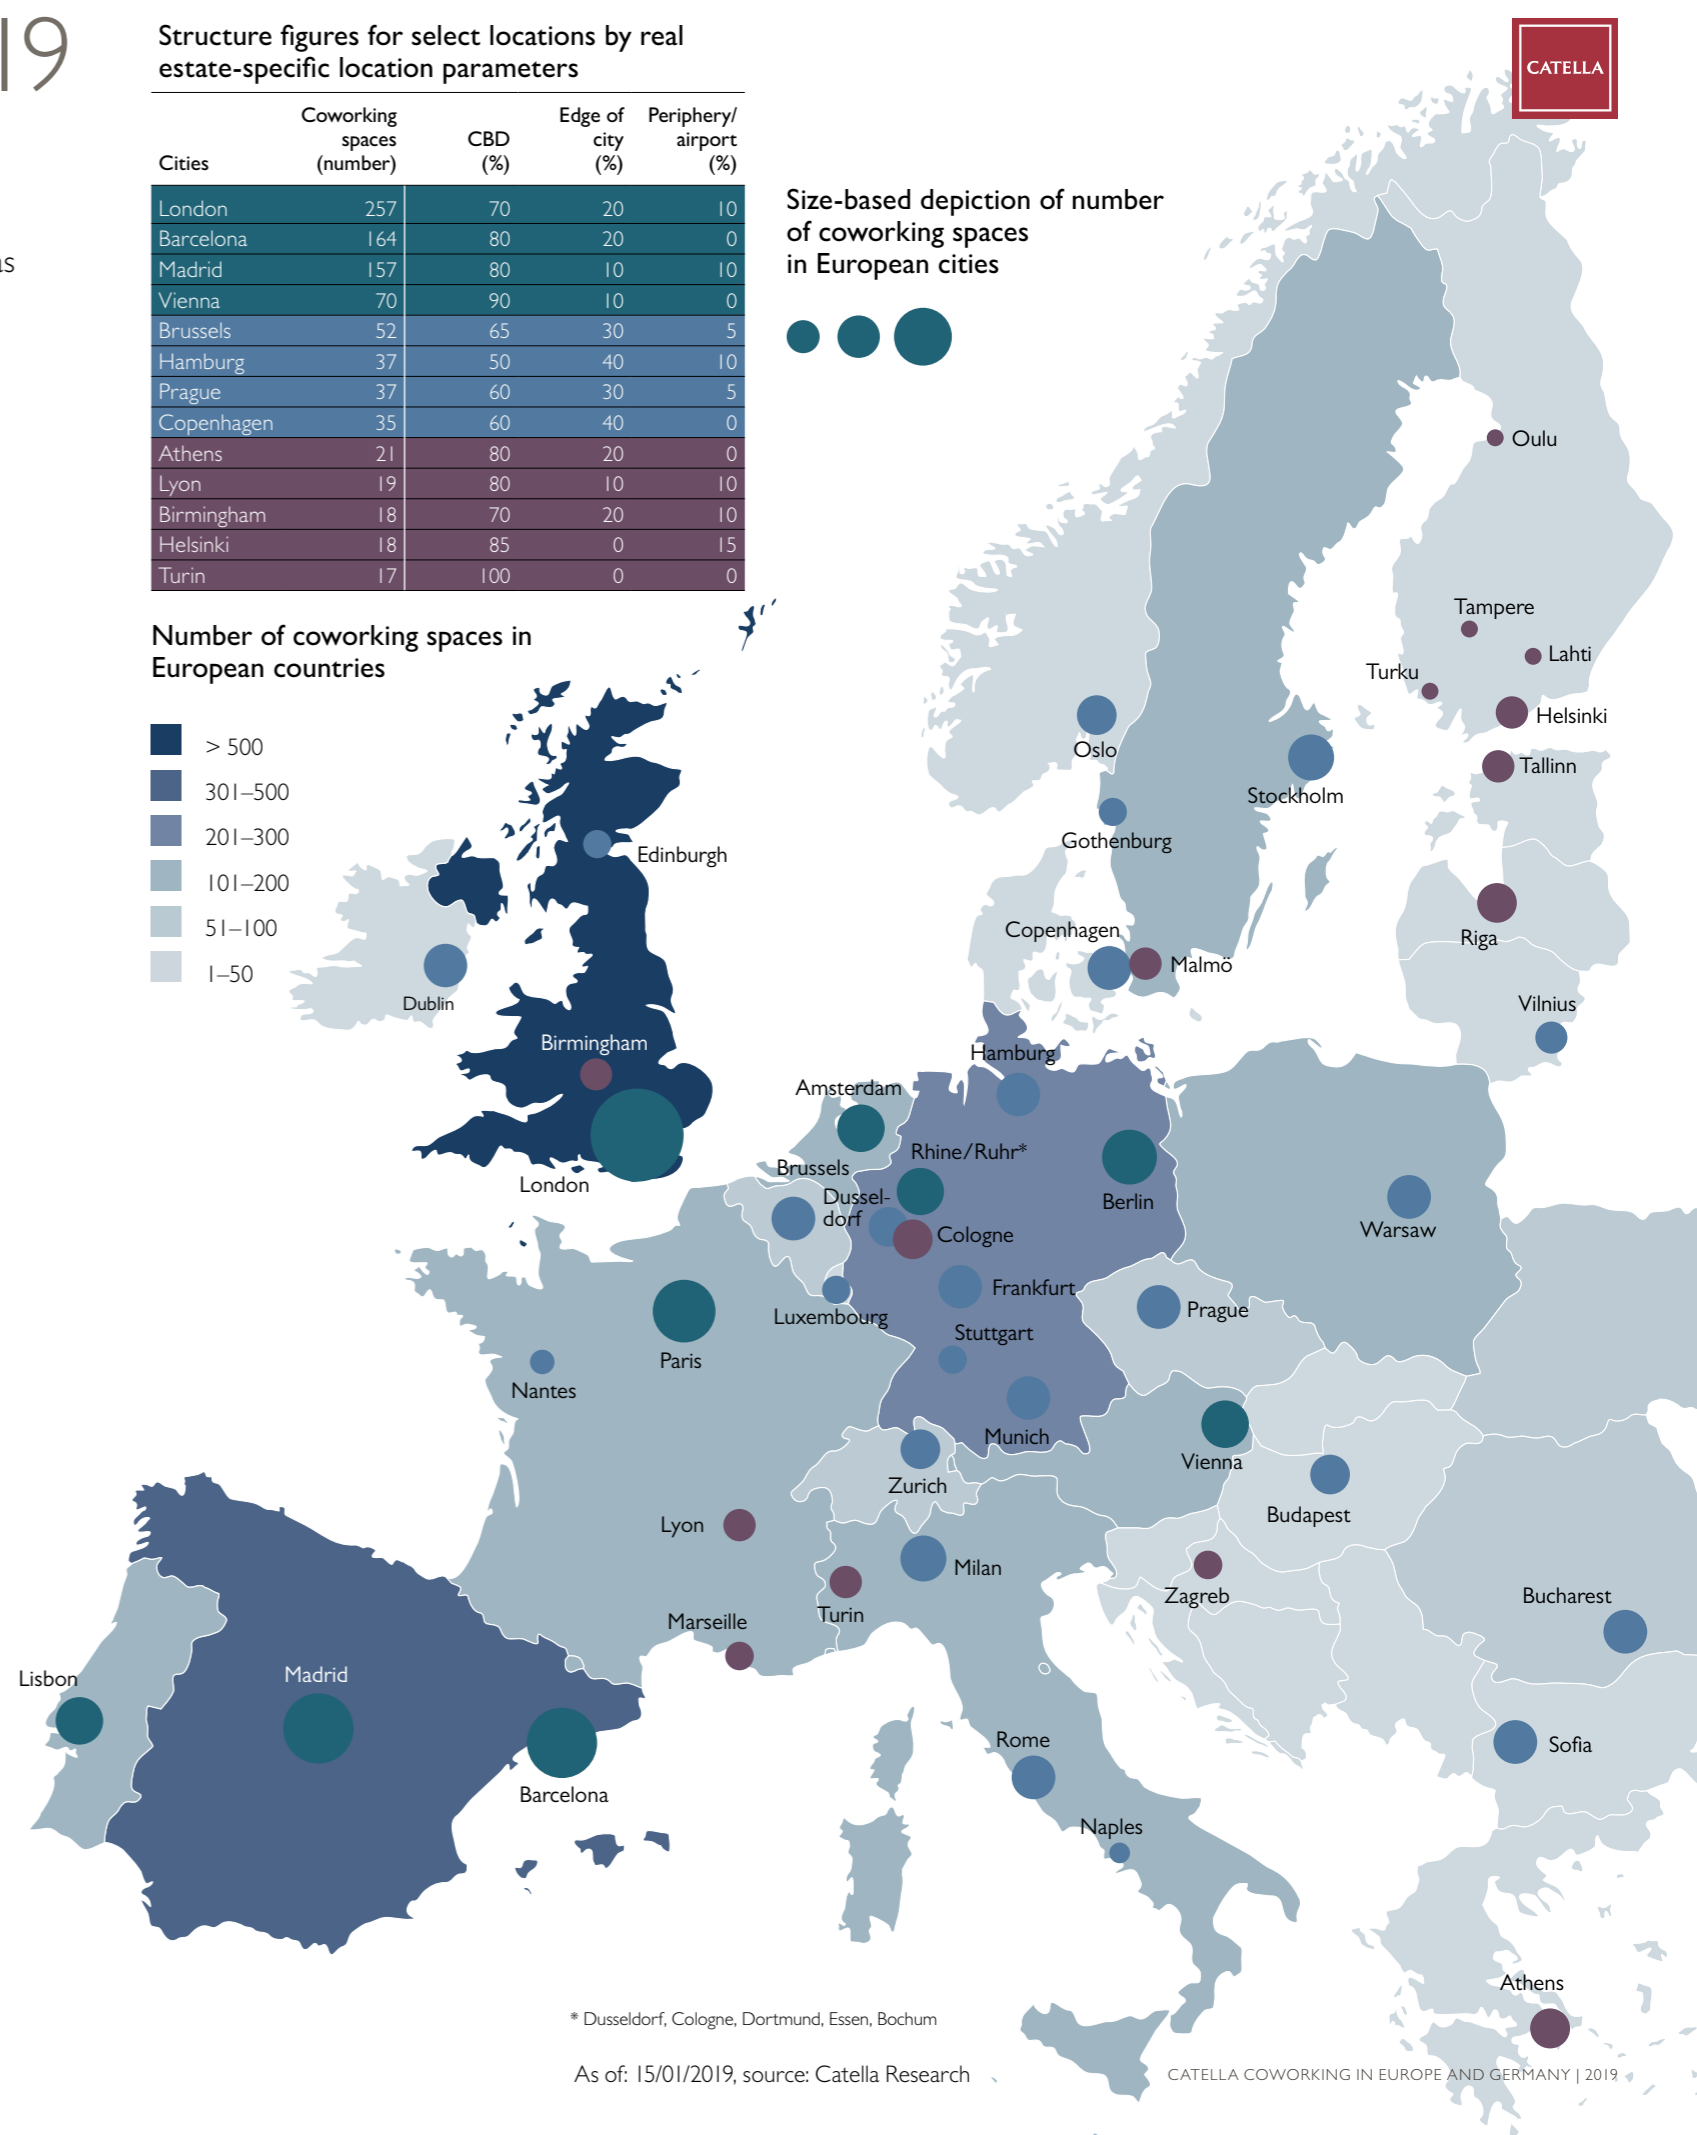 19
as
Structure figures for select locations by real
estate-specific location parameters
CATELLA
Cities Coworking spaces (number) CBD (%) Edge of city (%) Periphery/ airport (%)
London 257 70 20 10
Barcelona 164 80 20 0
Madrid 157 80 10 10
Vienna 70 90 10 0
Brussels 52 65 30 5
Hamburg 37 50 40 10
Prague 37 60 30 5
Copenhagen 35 60 40 0
Athens 21 80 20 0
Lyon 19 80 10 10
Birmingham 18 70 20 10
Helsinki 18 85 0 15
Turin 17 100 0 0
Size-based depiction of number
of coworking spaces
in European cities
Number of coworking spaces in
European countries
> 500
301–500
201–300
101–200
51–100
1–50
Oulu
Tampere
Lahti
Turku
Helsinki
Oslo
Tallinn
Stockholm
Gothenburg
Edinburgh
Copenhagen
Riga
Malmö
Dublin
Vilnius
Birmingham
Hamburg
Amsterdam
Rhine/Ruhr*
Brussels
London
Dussel-
dorf
Berlin
Cologne
Warsaw
Frankfurt
Luxembourg
Prague
Stuttgart
Paris
Nantes
Munich
Vienna
Zurich
Budapest
Lyon
Milan
Zagreb
Bucharest
Turin
Marseille
Lisbon
Madrid
Rome
Sofia
Barcelona
Naples
Athens
* Dusseldorf, Cologne, Dortmund, Essen, Bochum
As of: 15/01/2019, source: Catella Research
CATELLA COWORKING IN EUROPE AND GERMANY | 2019